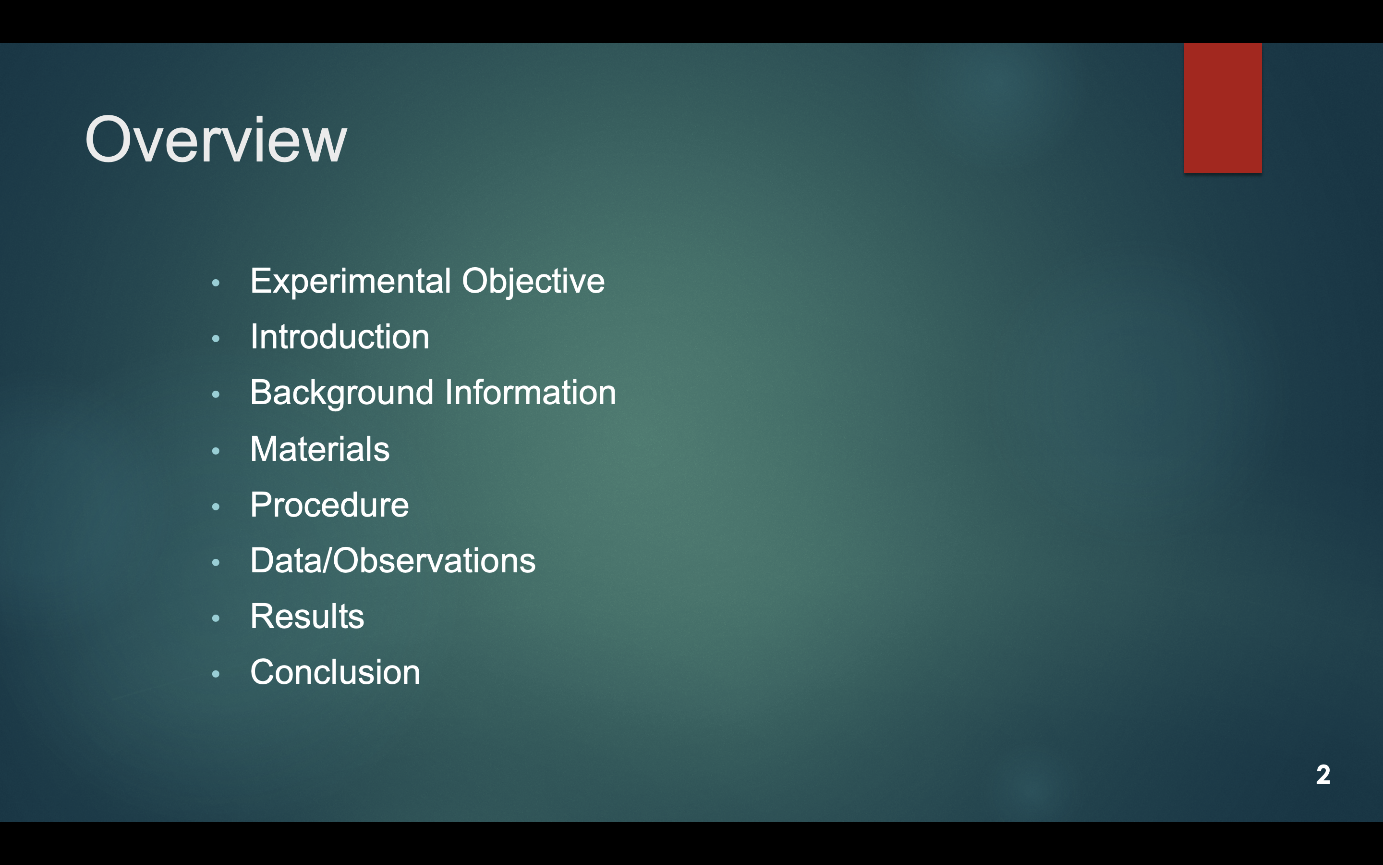 Overview
• Experimental Objective
• Introduction
• Background Information
• Materials
• Procedure
• Data/Observations
• Results
• Conclusion
2